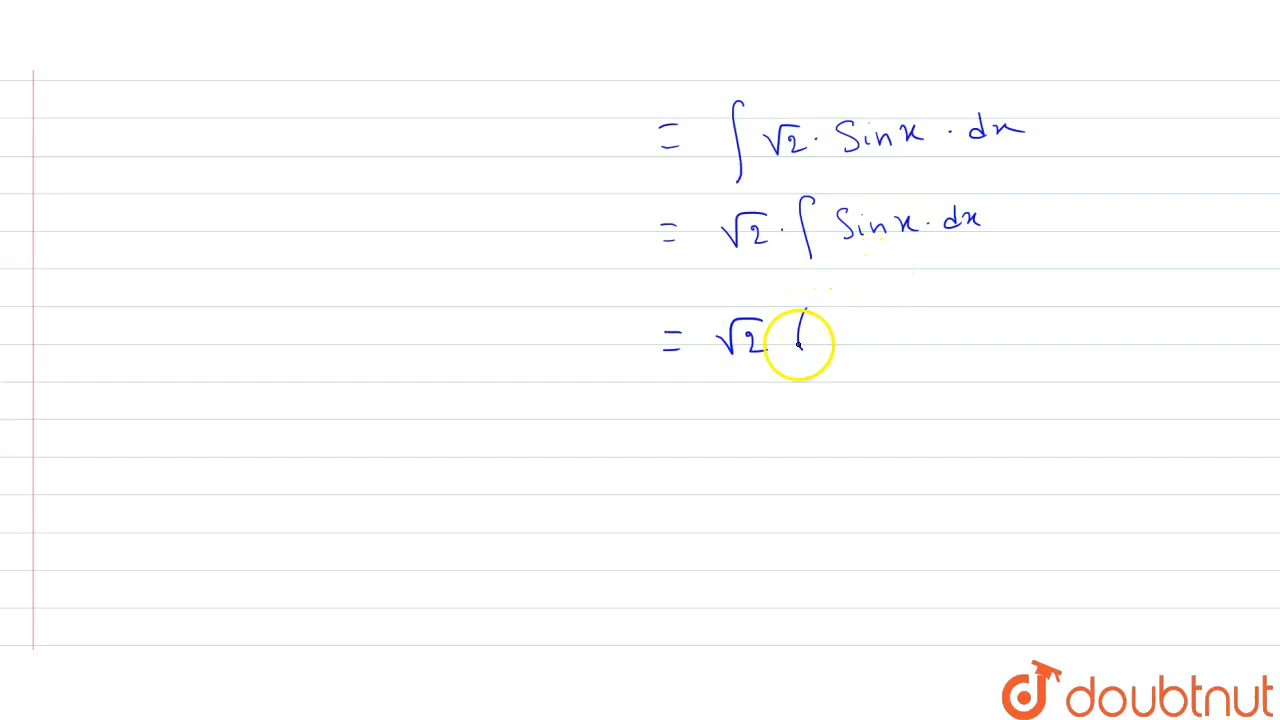 = ∫ √2 · Sinx · dx
= √2 · ∫ Sinx · dx
= √2 · (
doubtnut